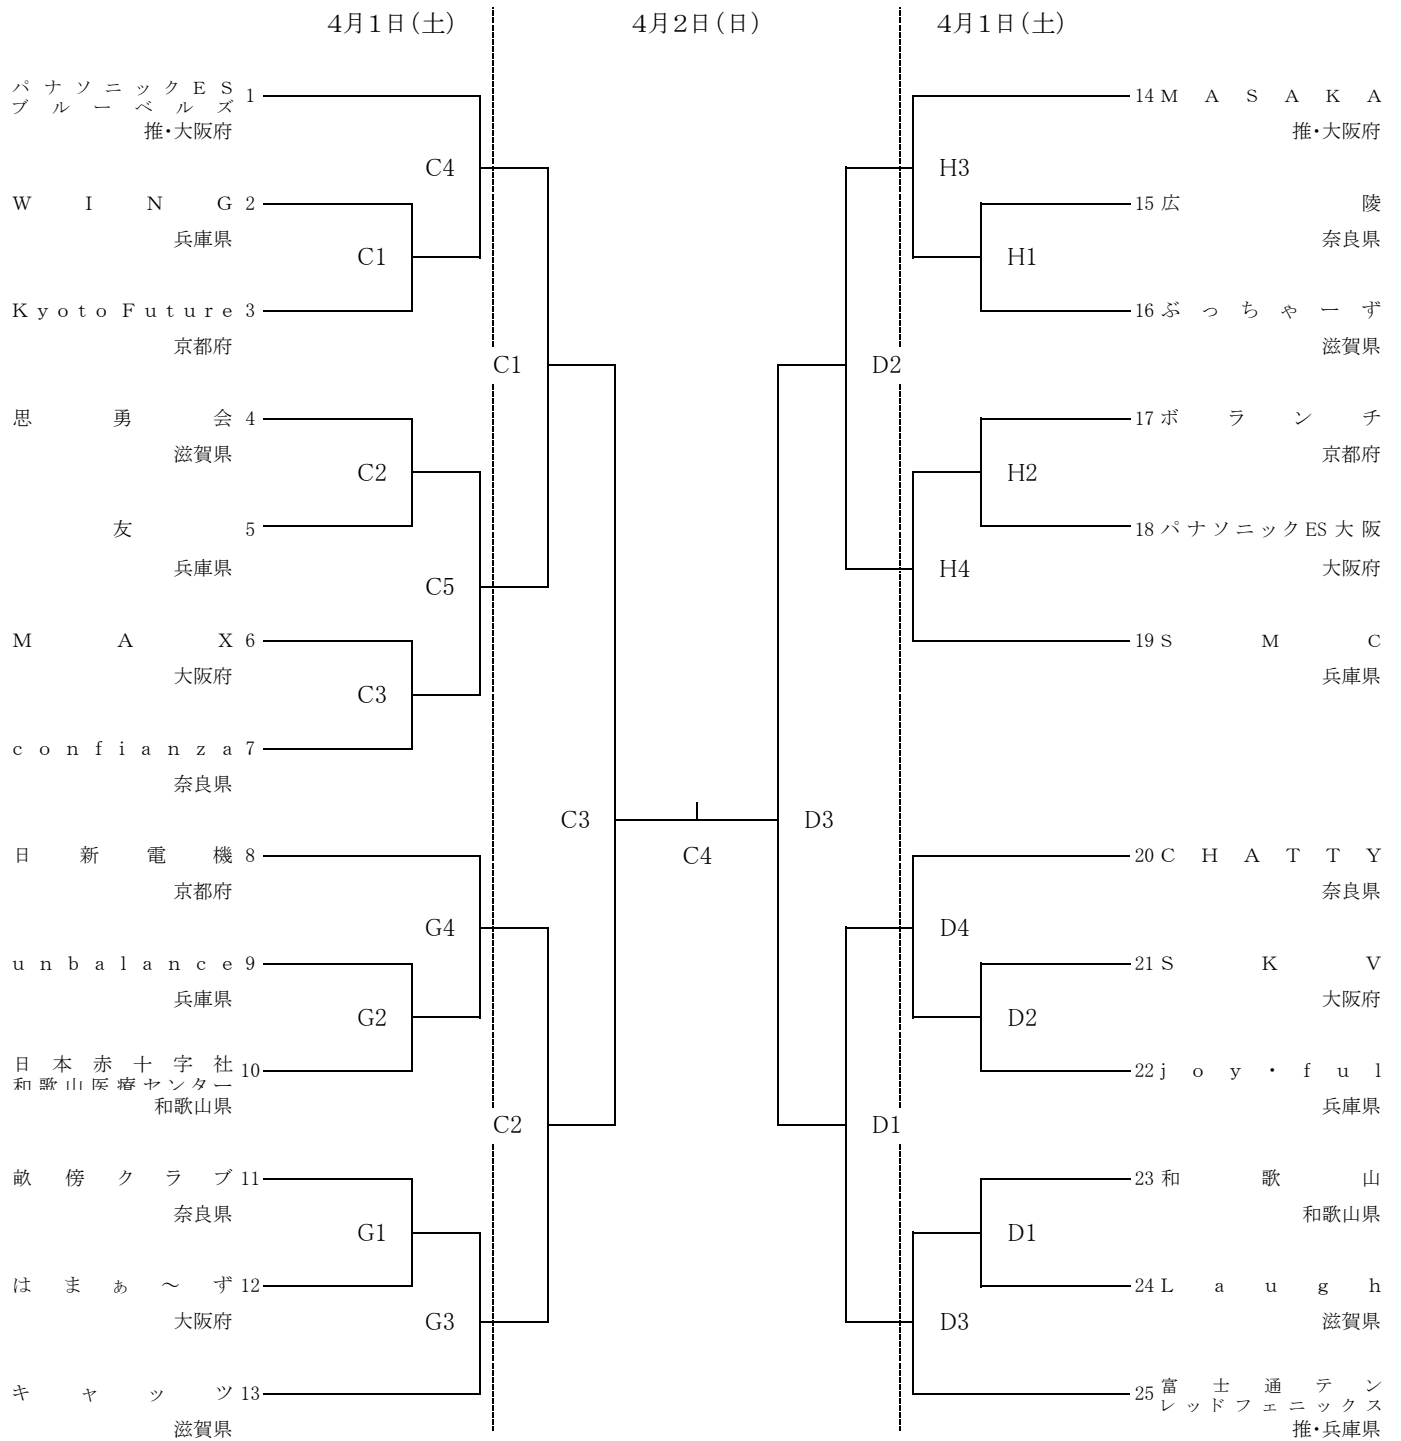 4月1日(土)
4月2日(日)
4月1日(土)
パナソニックES
ブルーベルズ
1
推・大阪府
WING 2
兵庫県
Kyoto Future 3
京都府
思勇会 4
滋賀県
友 5
兵庫県
MAX 6
大阪府
confianza 7
奈良県
日新電機 8
京都府
unbalance 9
兵庫県
日本赤十字社
和歌山医療センター
10
和歌山県
畝傍クラブ 11
奈良県
はまぁ～ず 12
大阪府
キャッツ 13
滋賀県
C4
C1
C2
C5
C3
G4
G2
G1
G3
C1
C2
C3
C4
D3
D2
D1
H3
H1
H2
H4
D4
D2
D1
D3
14 MASAKA
推・大阪府
15 広陵
奈良県
16 ぶっちゃーず
滋賀県
17 ボランチ
京都府
18 パナソニックES大阪
大阪府
19 SMC
兵庫県
20 CHATTY
奈良県
21 SKV
大阪府
22 joy・ful
兵庫県
23 和歌山
和歌山県
24 Laugh
滋賀県
25
富士通テン
レッドフェニックス
推・兵庫県